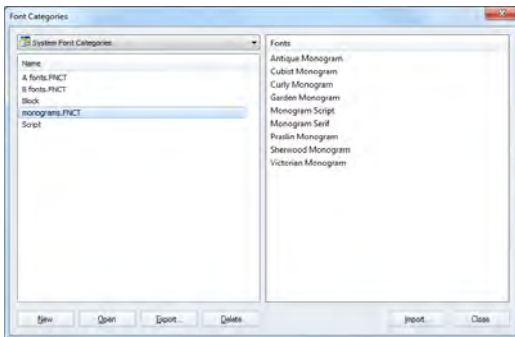 Font Categories
System Font Categories
Name
A fonts.FNCT
B fonts.FNCT
Block
monograms.FNCT
Script
Fonts
Antique Monogram
Cubist Monogram
Curly Monogram
Garden Monogram
Monogram Script
Monogram Serif
Praslin Monogram
Sherwood Monogram
Victorian Monogram
New Open Export... Delete Import... Close